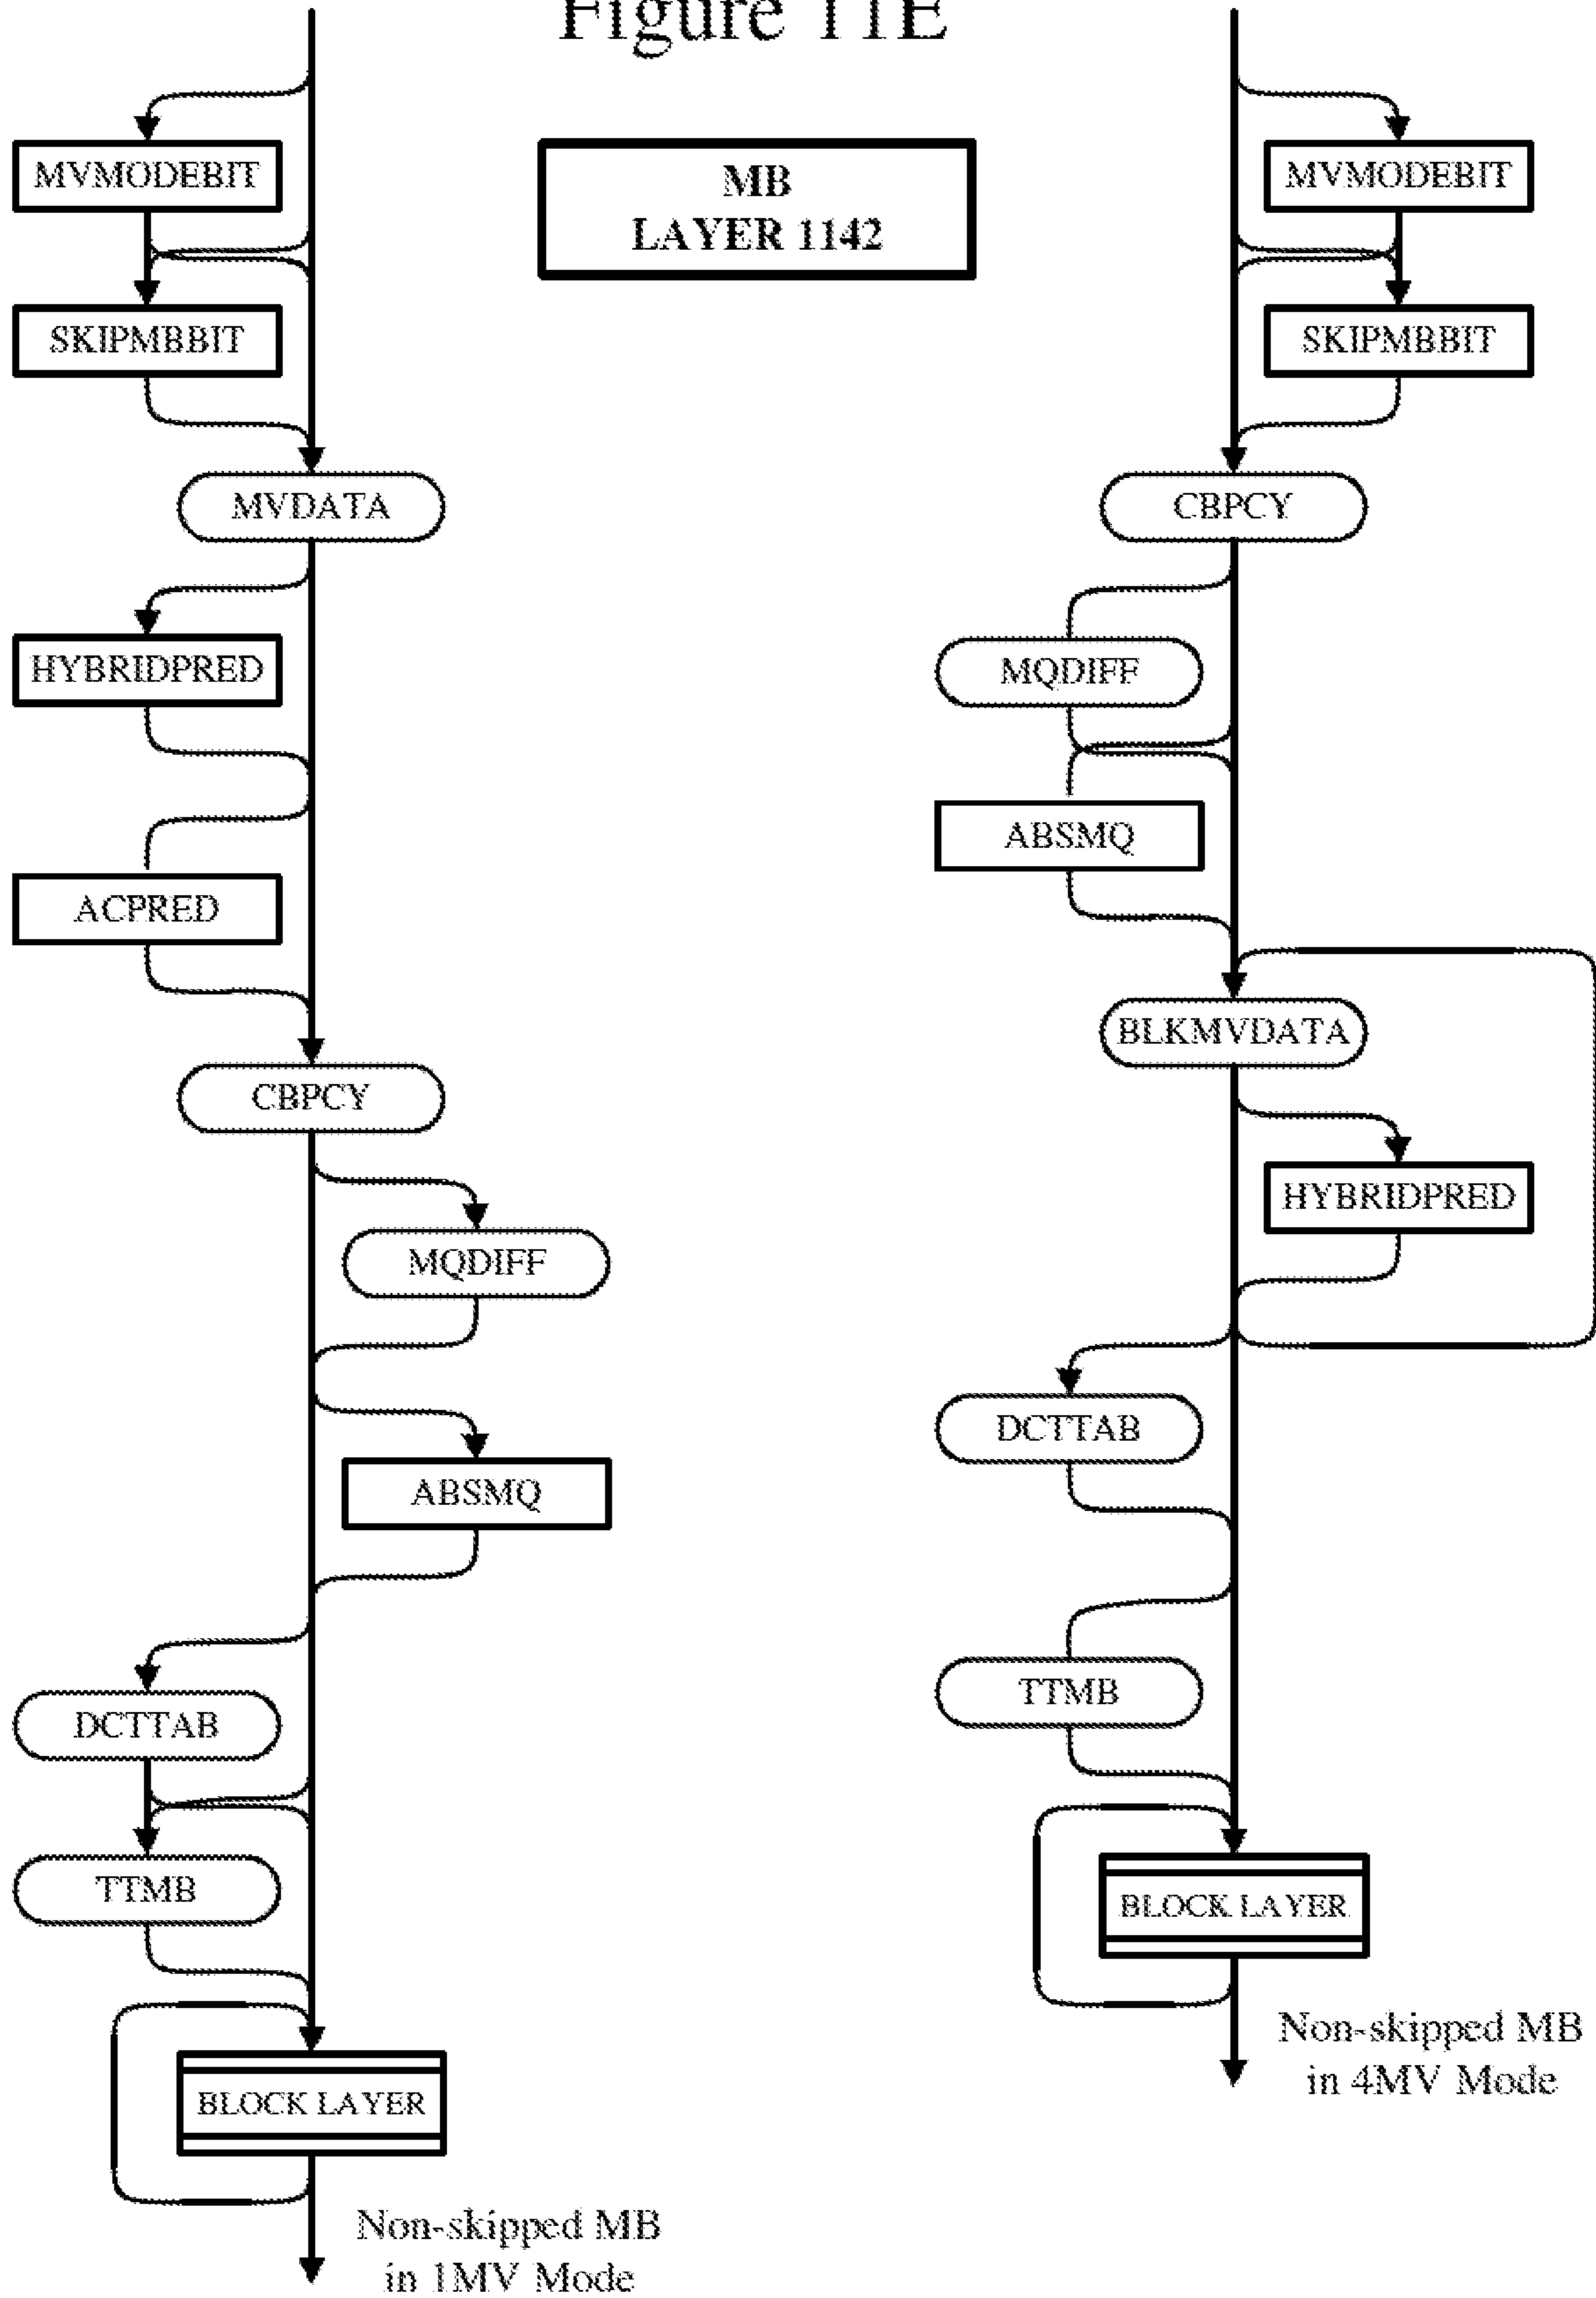 Figure 11E
MB
LAYER 1142
MVMODEBIT
SKIPMBBIT
MVDATA
HYBRIDPRED
ACPRED
CBPCY
MQDIFF
ABSMQ
DCTTAB
TTMB
BLOCK LAYER
Non-skipped MB
in 1MV Mode
MVMODEBIT
SKIPMBBIT
CBPCY
MQDIFF
ABSMQ
BLKMVDATA
HYBRIDPRED
DCTTAB
TTMB
BLOCK LAYER
Non-skipped MB
in 4MV Mode